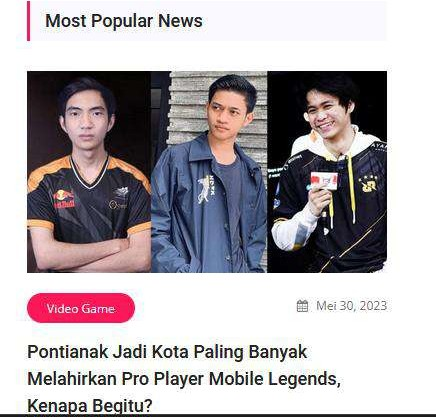 Most Popular News
Video Game
Mei 30, 2023
Pontianak Jadi Kota Paling Banyak
Melahirkan Pro Player Mobile Legends,
Kenapa Begitu?